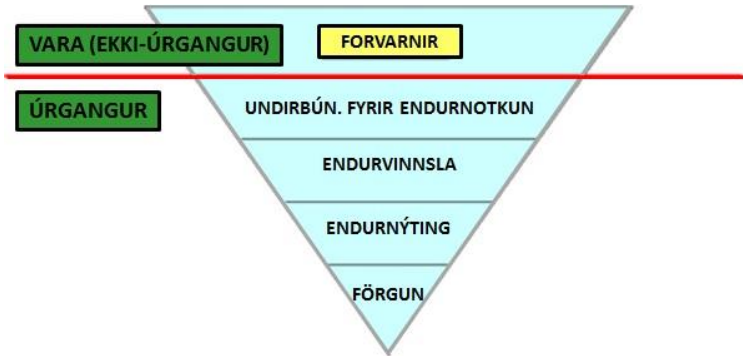 VARA (EKKI-ÚRGANGUR)
FORVARNIR
ÚRGANGUR
UNDIRBÚN. FYRIR ENDURNOTKUN
ENDURVINNSLA
ENDURNÝTING
FÖRGUN